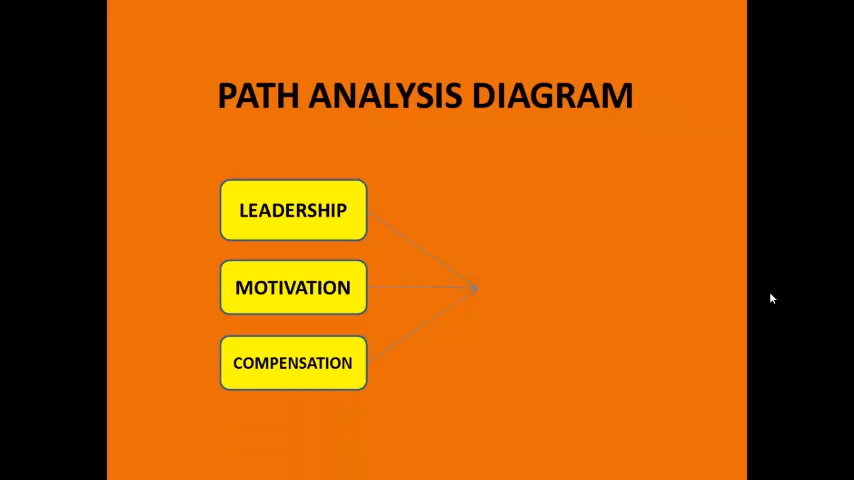 PATH ANALYSIS DIAGRAM
LEADERSHIP
MOTIVATION
COMPENSATION